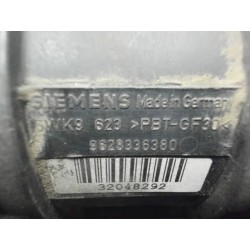 SIEMENS Made in Germany
5WK9 623 >PBT-GF30<
9628336380
32048292